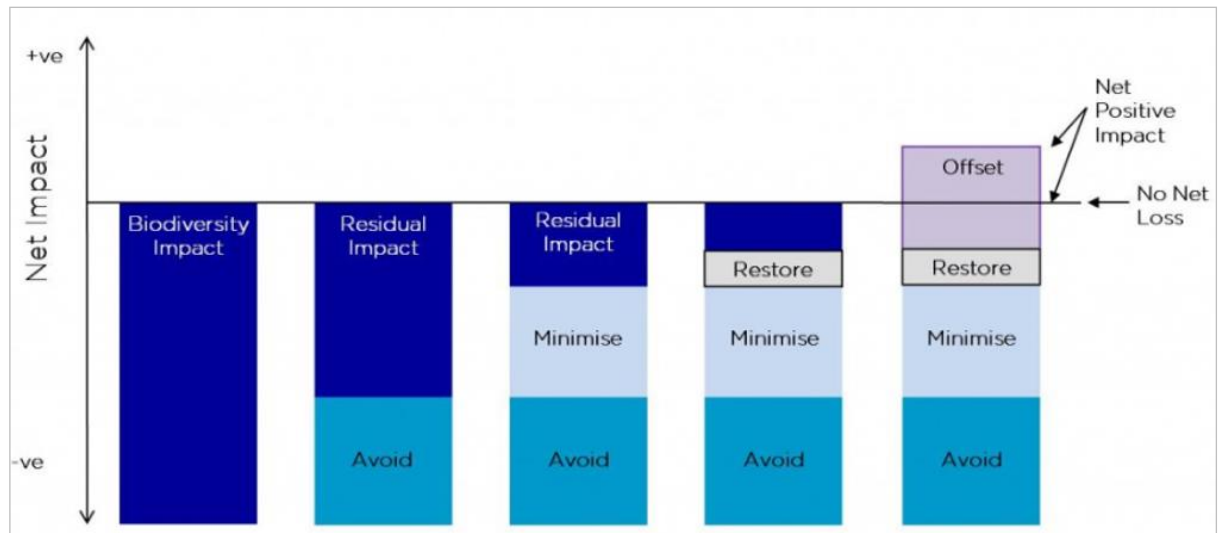 +ve
Net Impact
-ve
Biodiversity
Impact
Residual
Impact
Avoid
Residual
Impact
Minimise
Avoid
Restore
Minimise
Avoid
Offset
Restore
Minimise
Avoid
Net
Positive
Impact
No Net
Loss